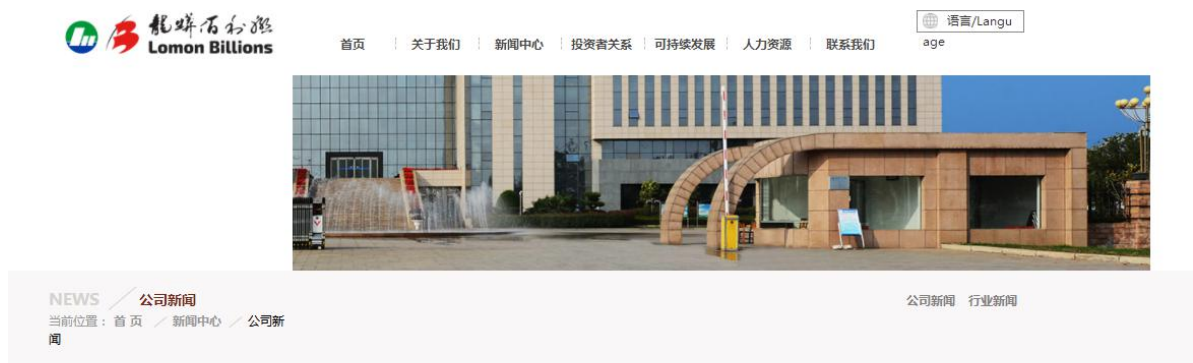 龍蟒佰利聯
Lomon Billions
首页 关于我们 新闻中心 投资者关系 可持续发展 人力资源 联系我们
语言/Langu
age
NEWS 公司新闻
公司新闻 行业新闻
当前位置： 首 页 新闻中心 公司新
闻